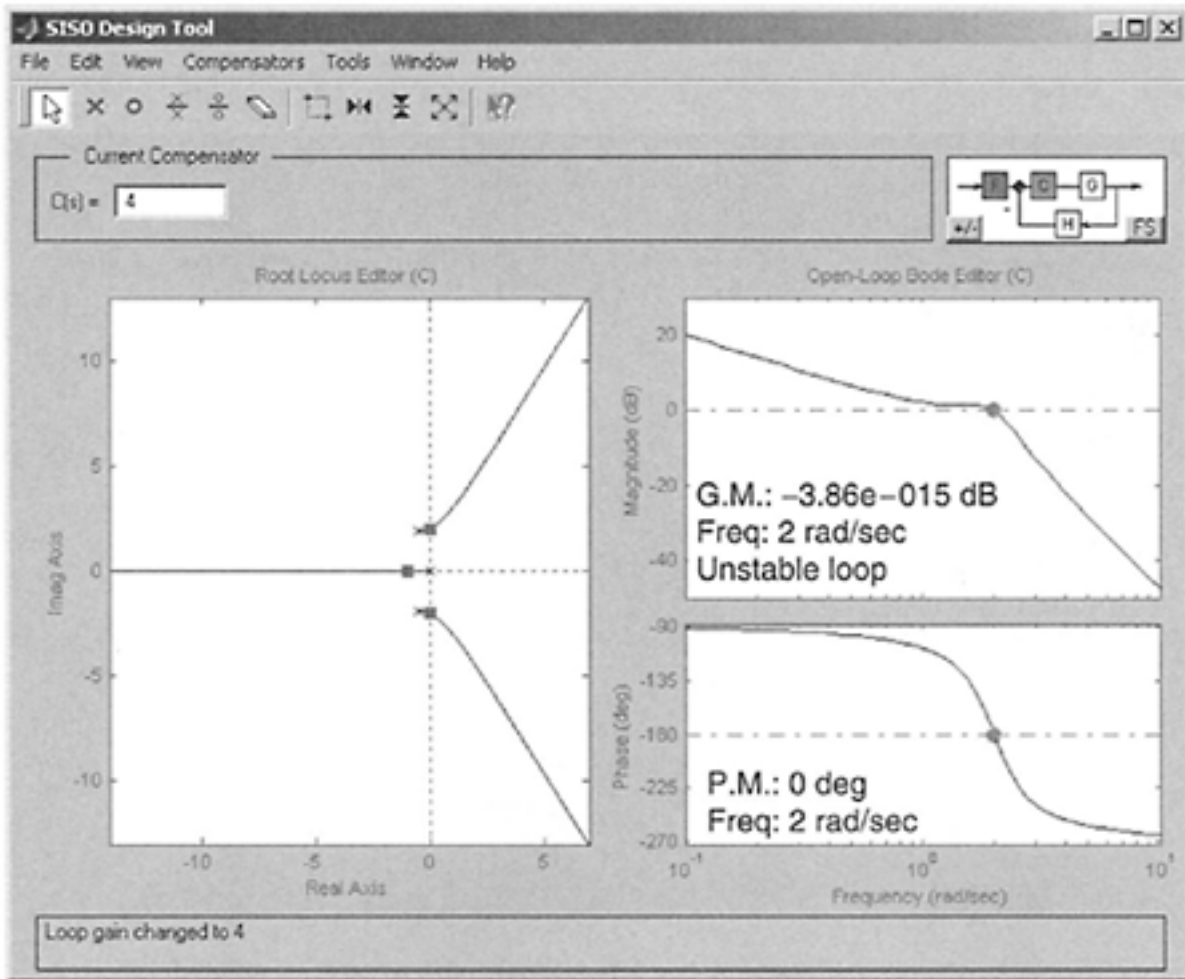 SISO Design Tool
File Edit View Compensators Tools Window Help
Current Compensator
C(s) = 4
F C G
H
+/- FS
Root Locus Editor (C)
Open-Loop Bode Editor (C)
10
5
0
-5
-10
Imag Axis
-10 -5 0 5
Real Axis
20
0
-20
-40
Magnitude (dB)
G.M.: −3.86e−015 dB
Freq: 2 rad/sec
Unstable loop
-90
-135
-180
-225
-270
Phase (deg)
P.M.: 0 deg
Freq: 2 rad/sec
10^-1 10^0 10^1
Frequency (rad/sec)
Loop gain changed to 4